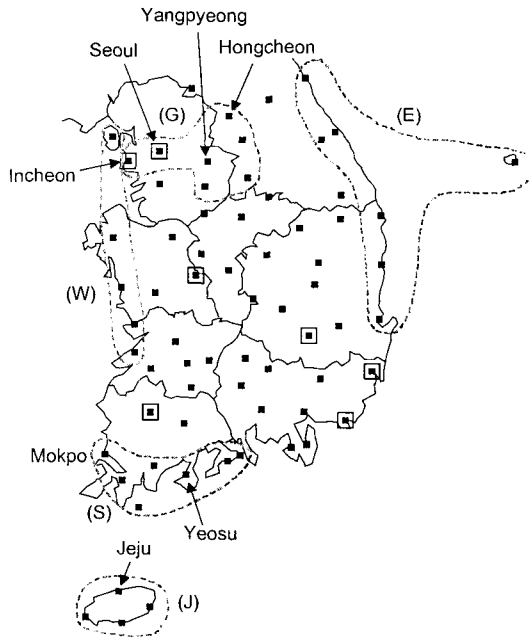 Yangpyeong
Seoul
Hongcheon
(G)
(E)
Incheon
(W)
Mokpo
(S)
Yeosu
Jeju
(J)